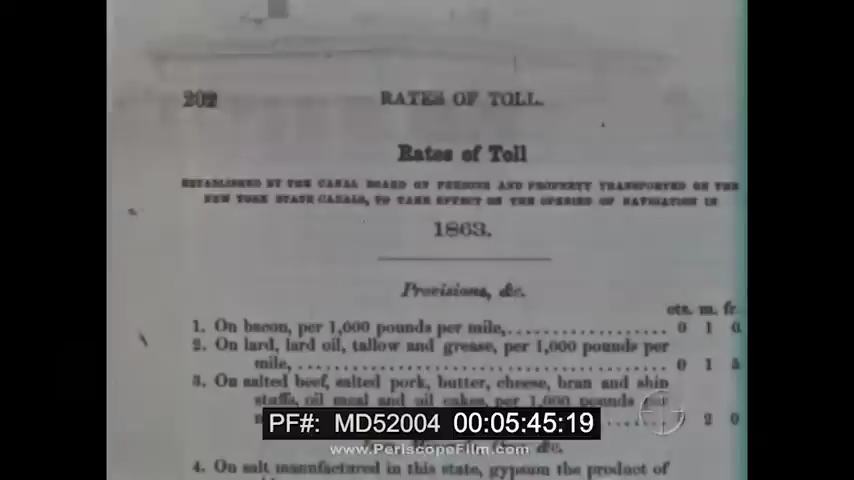 202 RATES OF TOLL.
Rates of Toll
ESTABLISHED BY THE CANAL BOARD ON PERSONS AND PROPERTY TRANSPORTED ON THE
NEW YORK STATE CANALS, TO TAKE EFFECT ON THE OPENING OF NAVIGATION IN
1863.
Provisions, &c.
cts. m. fr.
1. On bacon, per 1,000 pounds per mile,.................. 0 1 0
2. On lard, lard oil, tallow and grease, per 1,000 pounds per
mile,.................................................. 0 1 5
3. On salted beef, salted pork, butter, cheese, bran and ship
stuffs, oil meal and oil cakes, per 1,000 pounds per
2 0
PF#: MD52004 00:05:45:19
www.PeriscopeFilm.com
&c.
4. On salt manufactured in this state, gypsum the product of